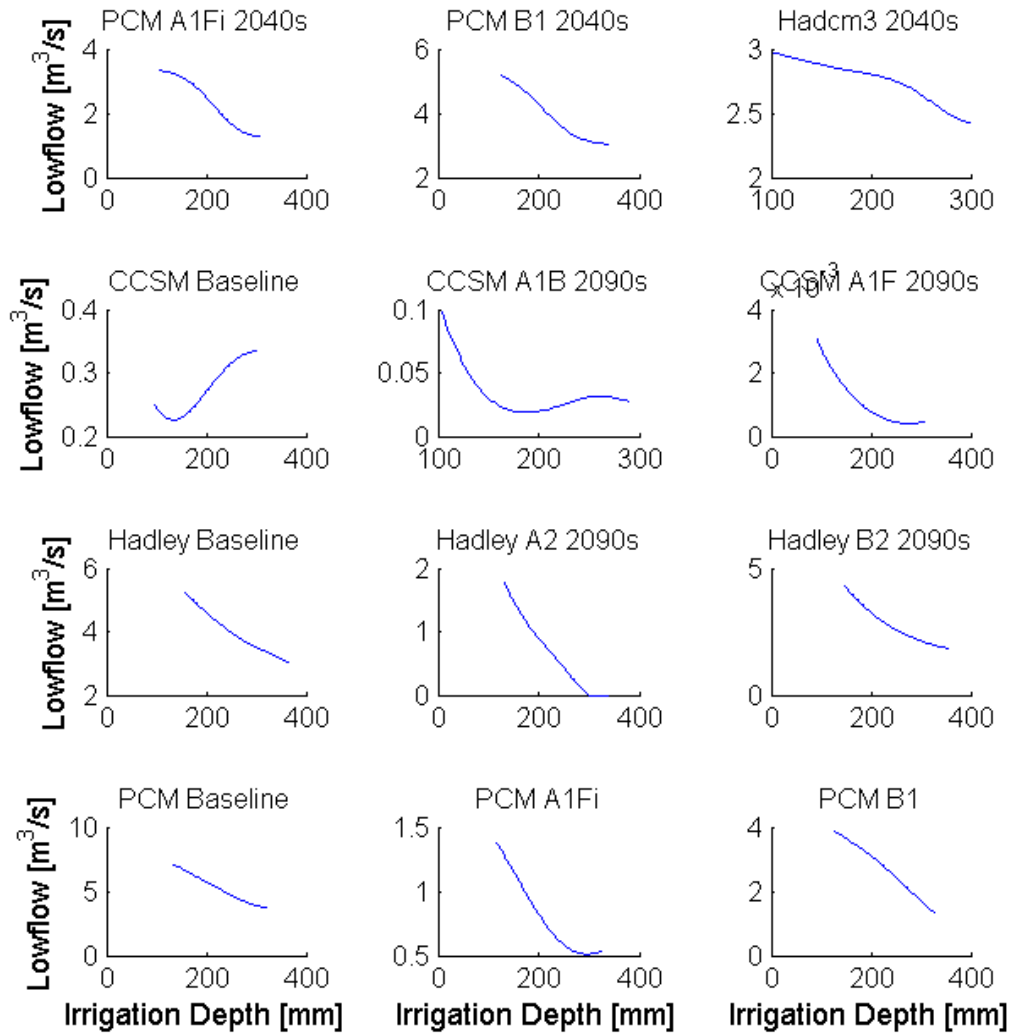 PCM A1Fi 2040s
Lowflow [m³/s]
4
2
0
0 200 400
PCM B1 2040s
6
4
2
0 200 400
Hadcm3 2040s
3
2.5
2
100 200 300
CCSM Baseline
Lowflow [m³/s]
0.4
0.3
0.2
0 200 400
CCSM A1B 2090s
0.1
0.05
0
100 200 300
CCSM A1F 2090s
x 10⁻³
4
2
0
0 200 400
Hadley Baseline
Lowflow [m³/s]
6
4
2
0 200 400
Hadley A2 2090s
2
1
0
0 200 400
Hadley B2 2090s
5
0
0 200 400
PCM Baseline
Lowflow [m³/s]
10
5
0
0 200 400
Irrigation Depth [mm]
PCM A1Fi
1.5
1
0.5
0 200 400
Irrigation Depth [mm]
PCM B1
4
2
0
0 200 400
Irrigation Depth [mm]